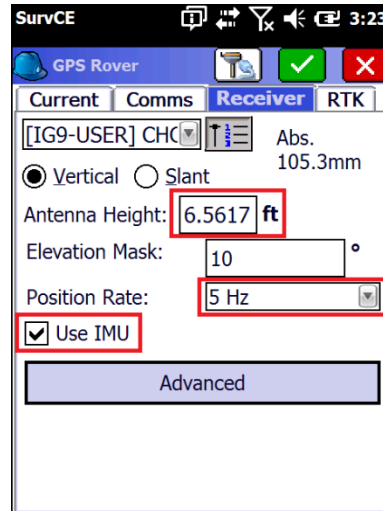 SurvCE 3:23
GPS Rover
Current Comms Receiver RTK
[IG9-USER] CHC Abs.
105.3mm
Vertical Slant
Antenna Height: 6.5617 ft
Elevation Mask: 10 °
Position Rate: 5 Hz
Use IMU
Advanced